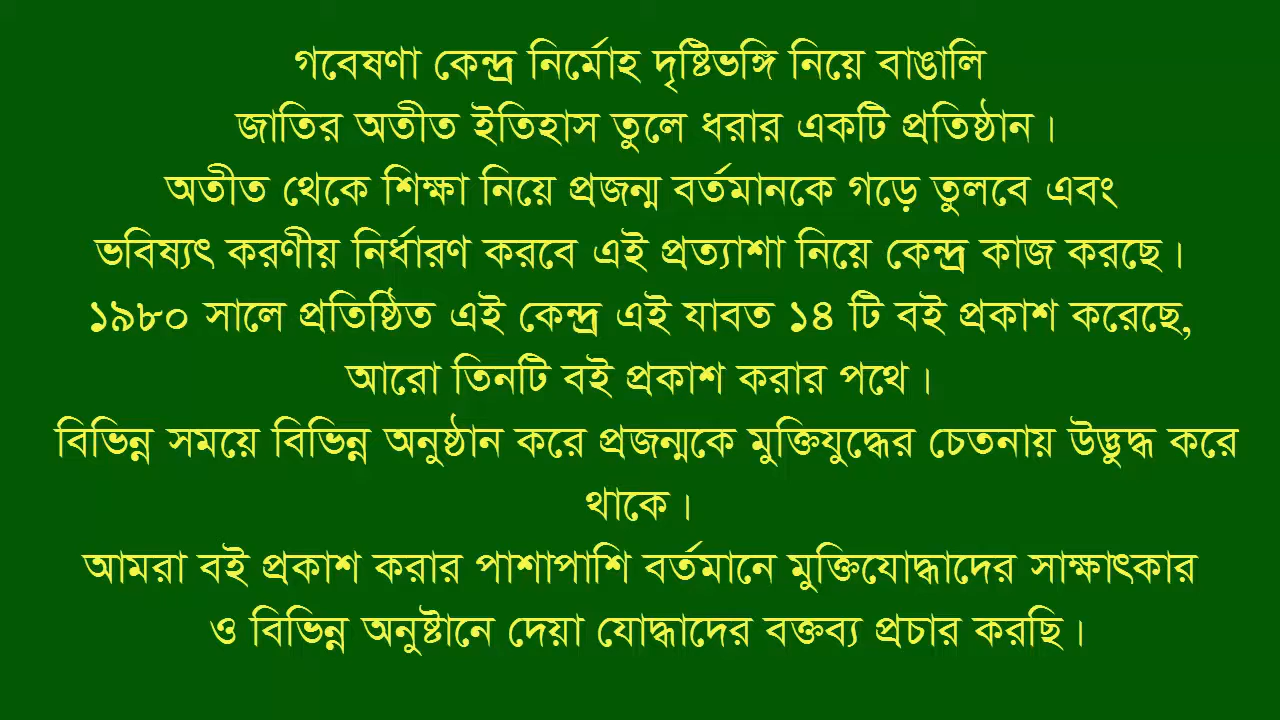 গবেষণা কেন্দ্র নির্মোহ দৃষ্টিভঙ্গি নিয়ে বাঙালি
জাতির অতীত ইতিহাস তুলে ধরার একটি প্রতিষ্ঠান।
অতীত থেকে শিক্ষা নিয়ে প্রজন্ম বর্তমানকে গড়ে তুলবে এবং
ভবিষ্যৎ করণীয় নির্ধারণ করবে এই প্রত্যাশা নিয়ে কেন্দ্র কাজ করছে।
১৯৮০ সালে প্রতিষ্ঠিত এই কেন্দ্র এই যাবত ১৪ টি বই প্রকাশ করেছে,
আরো তিনটি বই প্রকাশ করার পথে।
বিভিন্ন সময়ে বিভিন্ন অনুষ্ঠান করে প্রজন্মকে মুক্তিযুদ্ধের চেতনায় উদ্ভুদ্ধ করে
থাকে।
আমরা বই প্রকাশ করার পাশাপাশি বর্তমানে মুক্তিযোদ্ধাদের সাক্ষাৎকার
ও বিভিন্ন অনুষ্টানে দেয়া যোদ্ধাদের বক্তব্য প্রচার করছি।